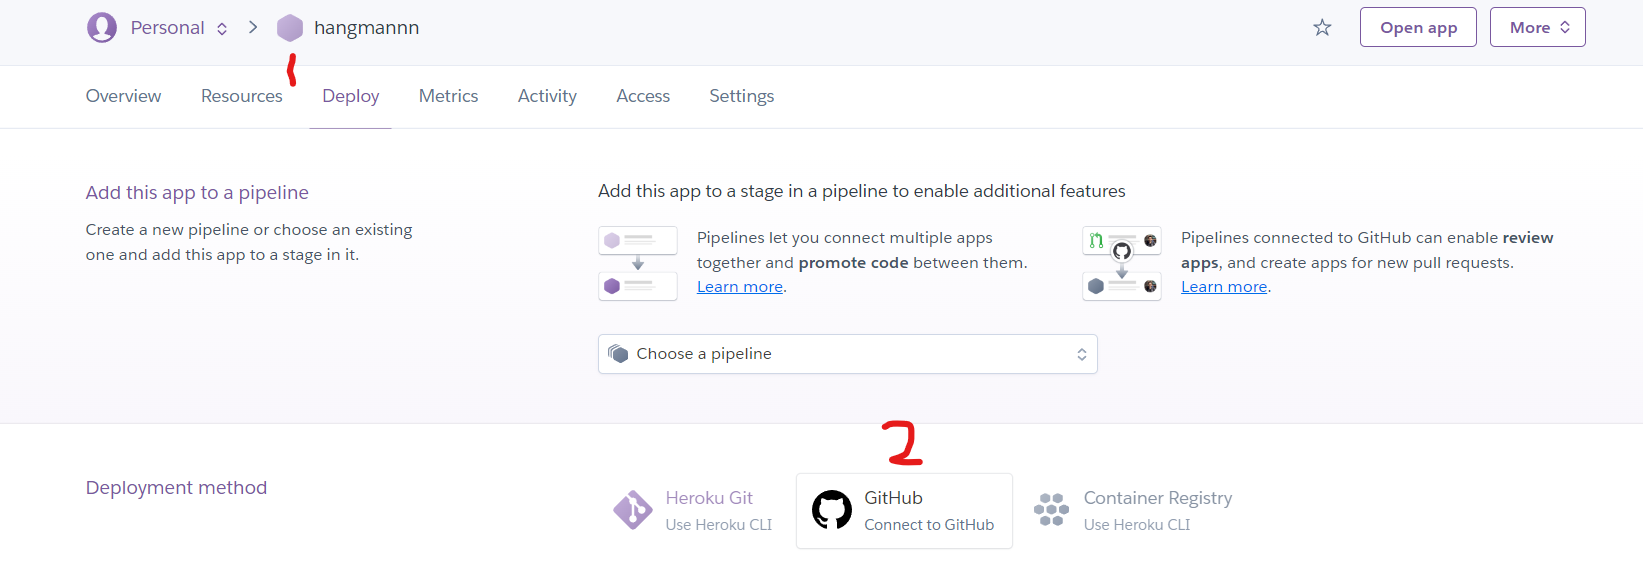 Personal hangmannn
Open app More
1
Overview Resources Deploy Metrics Activity Access Settings
Add this app to a pipeline
Create a new pipeline or choose an existing
one and add this app to a stage in it.
Add this app to a stage in a pipeline to enable additional features
Pipelines let you connect multiple apps
together and promote code between them.
Learn more.
Pipelines connected to GitHub can enable review
apps, and create apps for new pull requests.
Learn more.
Choose a pipeline
2
Deployment method
Heroku Git
Use Heroku CLI
GitHub
Connect to GitHub
Container Registry
Use Heroku CLI